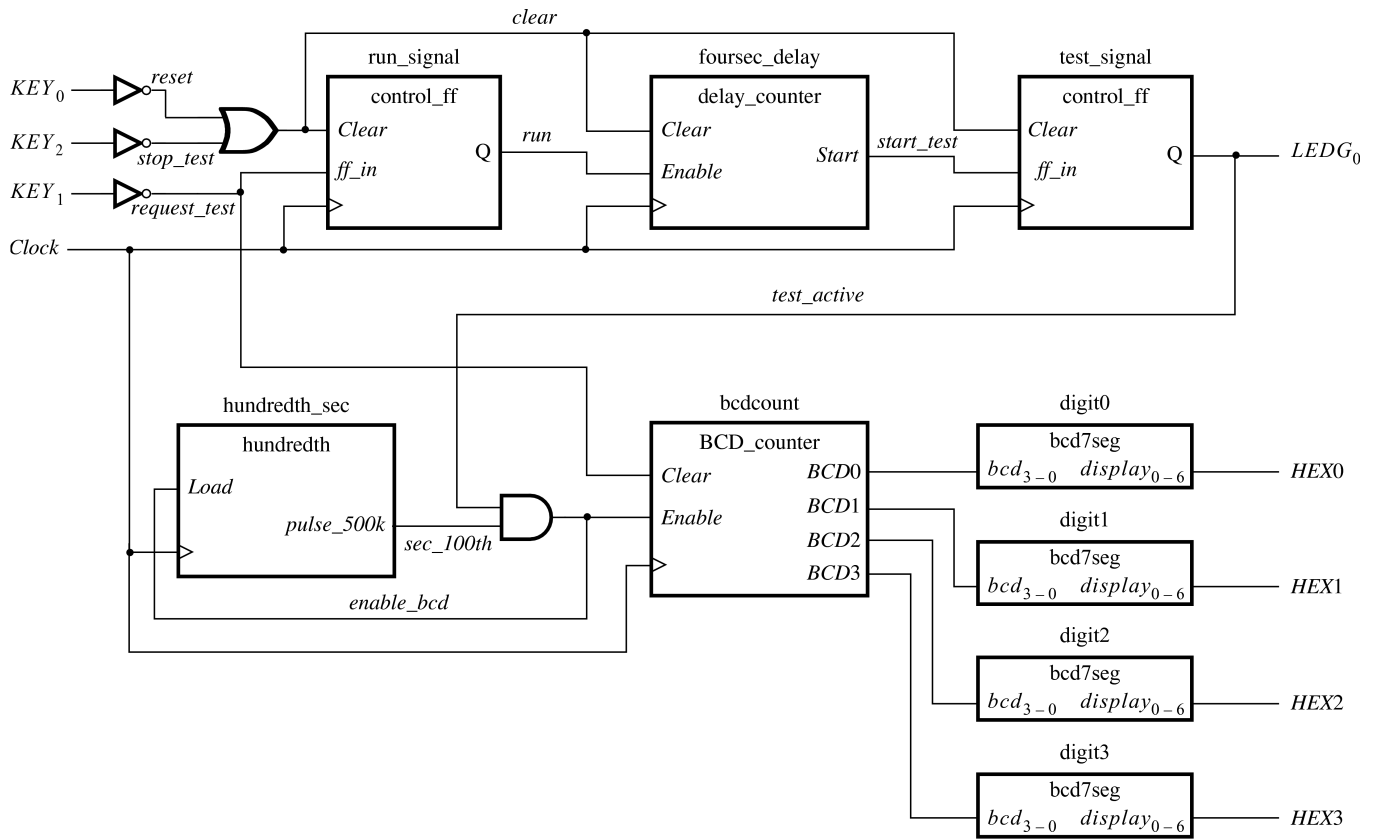 clear
run_signal
foursec_delay
test_signal
KEY0
reset
control_ff
delay_counter
control_ff
Clear
run
Clear
start_test
Clear
KEY2
stop_test
Q
Start
Q
LEDG0
ff_in
Enable
ff_in
KEY1
request_test
Clock
test_active
hundredth_sec
bcdcount
digit0
hundredth
BCD_counter
bcd7seg
Load
Clear
BCD0
bcd3–0 display0–6
HEX0
pulse_500k
sec_100th
Enable
BCD1
digit1
BCD2
bcd7seg
BCD3
bcd3–0 display0–6
HEX1
enable_bcd
digit2
bcd7seg
bcd3–0 display0–6
HEX2
digit3
bcd7seg
bcd3–0 display0–6
HEX3